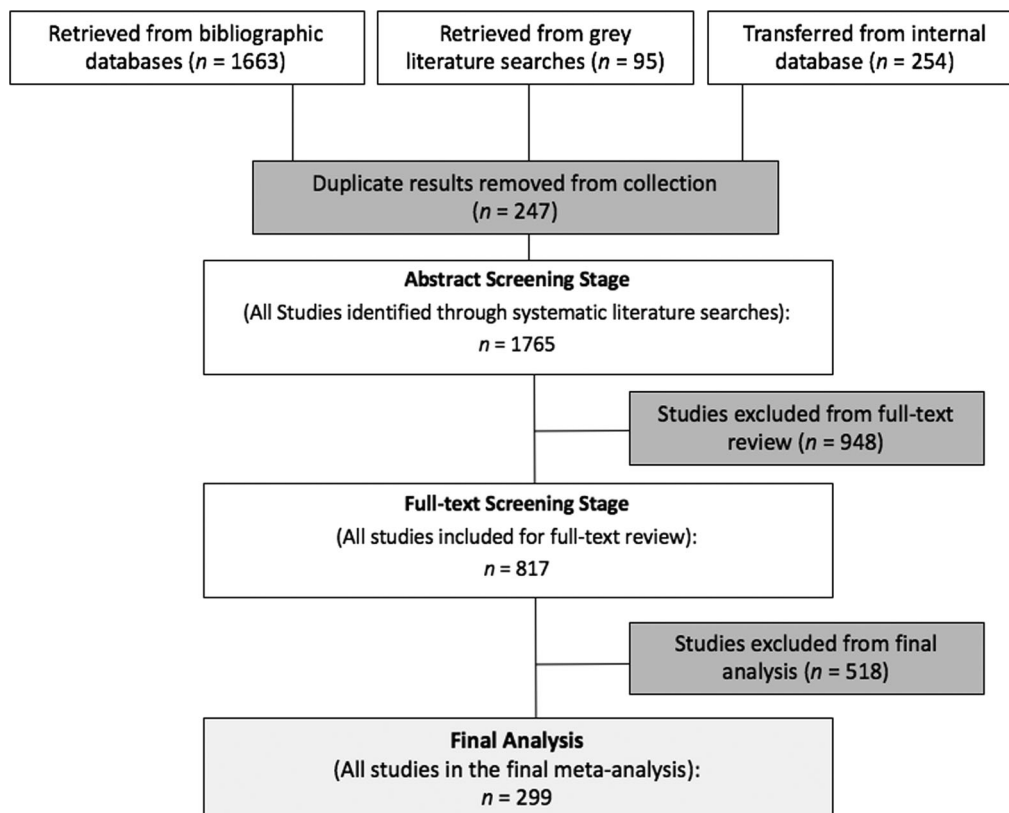 Retrieved from bibliographic
databases (n = 1663)
Retrieved from grey
literature searches (n = 95)
Transferred from internal
database (n = 254)
Duplicate results removed from collection
(n = 247)
Abstract Screening Stage
(All Studies identified through systematic literature searches):
n = 1765
Studies excluded from full-text
review (n = 948)
Full-text Screening Stage
(All studies included for full-text review):
n = 817
Studies excluded from final
analysis (n = 518)
Final Analysis
(All studies in the final meta-analysis):
n = 299